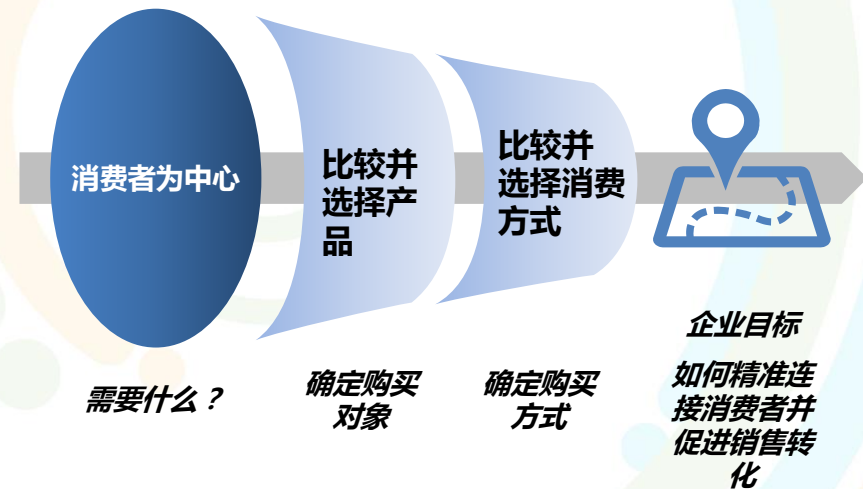 消费者为中心
比较并
选择产
品
比较并
选择消费
方式
需要什么？
确定购买
对象
确定购买
方式
企业目标
如何精准连
接消费者并
促进销售转
化